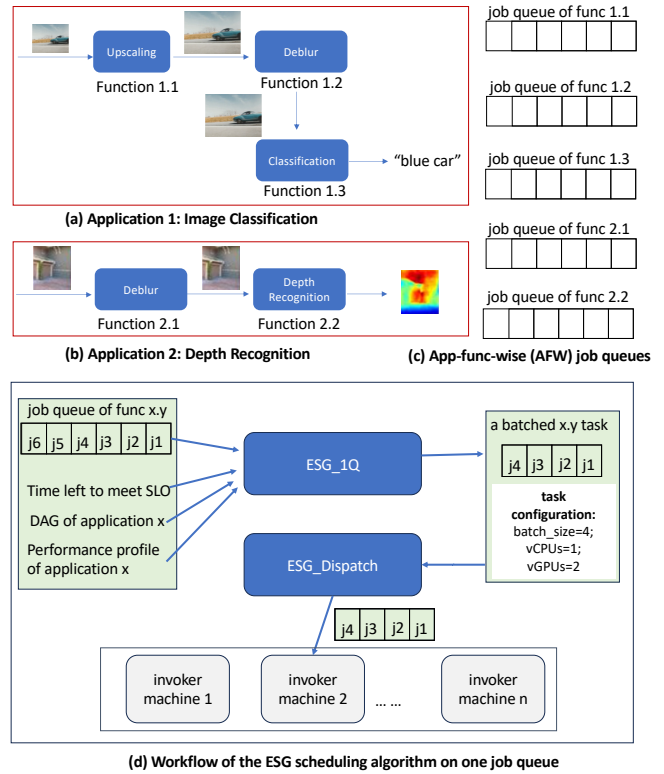 Upscaling
Function 1.1
Deblur
Function 1.2
Classification
Function 1.3
“blue car”
(a) Application 1: Image Classification
Deblur
Function 2.1
Depth
Recognition
Function 2.2
(b) Application 2: Depth Recognition
job queue of func 1.1
job queue of func 1.2
job queue of func 1.3
job queue of func 2.1
job queue of func 2.2
(c) App-func-wise (AFW) job queues
job queue of func x.y
j6 j5 j4 j3 j2 j1
Time left to meet SLO
DAG of application x
Performance profile
of application x
ESG_1Q
a batched x.y task
j4 j3 j2 j1
task
configuration:
batch_size=4;
vCPUs=1;
vGPUs=2
ESG_Dispatch
j4 j3 j2 j1
invoker
machine 1
invoker
machine 2
... ...
invoker
machine n
(d) Workflow of the ESG scheduling algorithm on one job queue